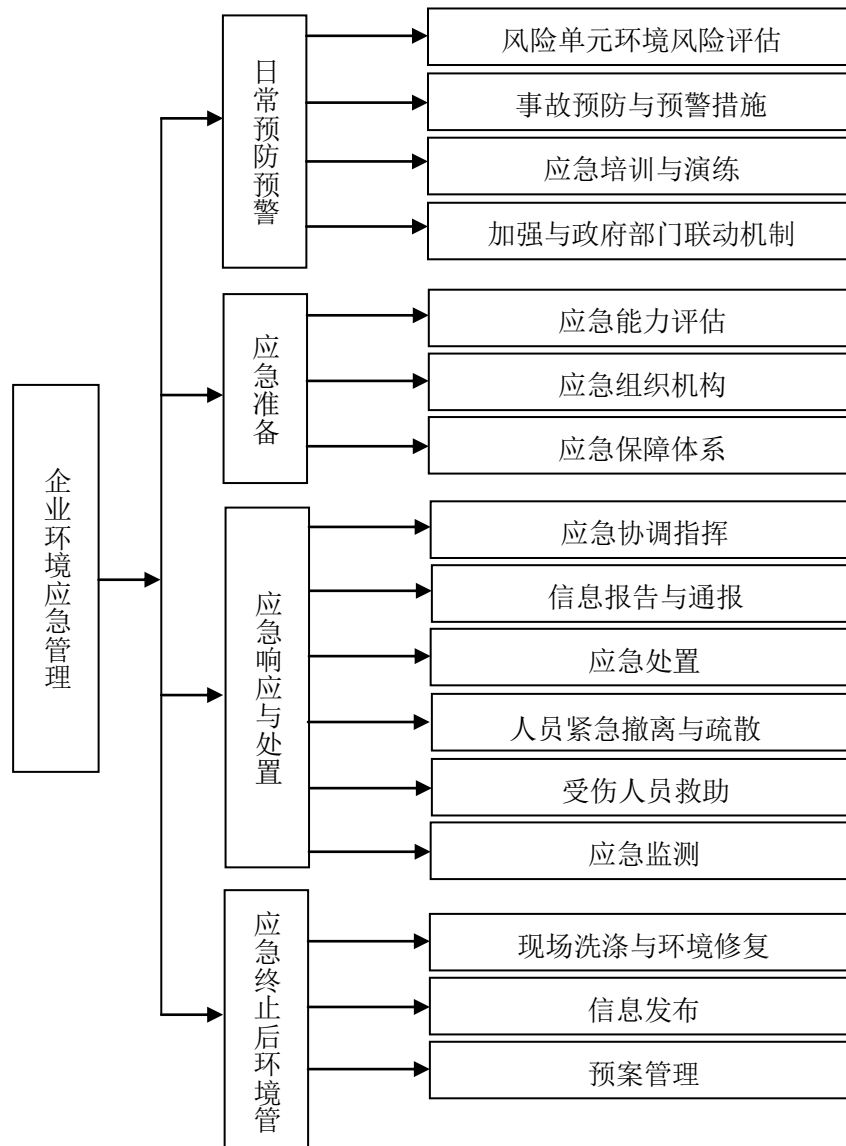 企业环境应急管理
日常预防预警
风险单元环境风险评估
事故预防与预警措施
应急培训与演练
加强与政府部门联动机制
应急准备
应急能力评估
应急组织机构
应急保障体系
应急响应与处置
应急协调指挥
信息报告与通报
应急处置
人员紧急撤离与疏散
受伤人员救助
应急监测
应急终止后环境管
现场洗涤与环境修复
信息发布
预案管理